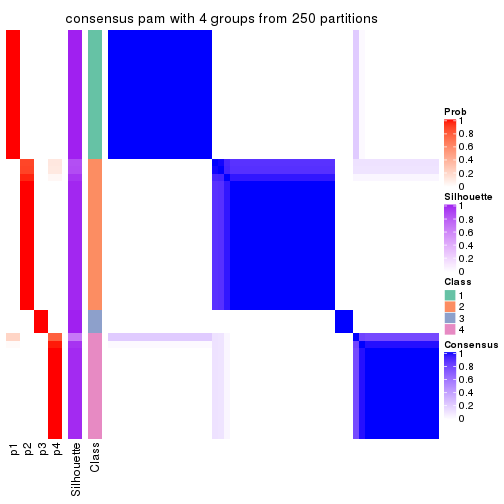 consensus pam with 4 groups from 250 partitions
Prob
1
0.8
0.6
0.4
0.2
0
Silhouette
1
0.8
0.6
0.4
0.2
0
Class
1
2
3
4
Consensus
1
0.8
0.6
0.4
0.2
0
p1
p2
p3
p4
Silhouette
Class